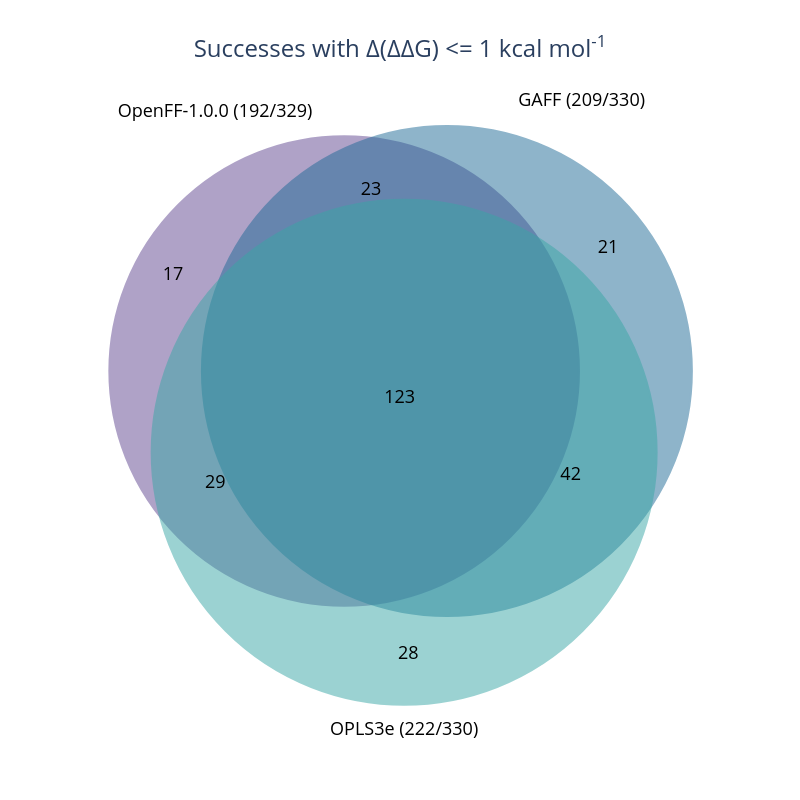 Successes with Δ(ΔΔG) <= 1 kcal mol⁻¹
OpenFF-1.0.0 (192/329)
GAFF (209/330)
23
21
17
123
42
29
28
OPLS3e (222/330)